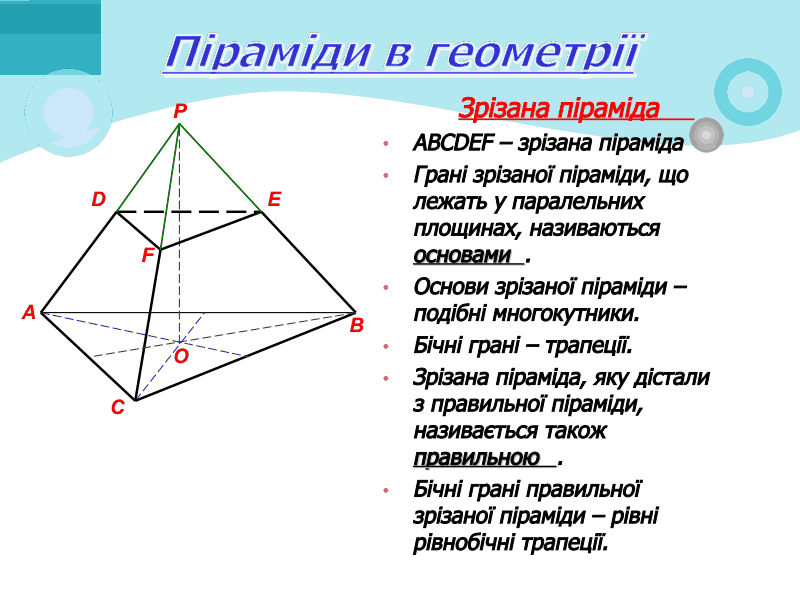 Піраміди в геометрії
P
D
E
F
A
B
O
C
Зрізана піраміда
• ABCDEF – зрізана піраміда
• Грані зрізаної піраміди, що
лежать у паралельних
площинах, називаються
основами .
• Основи зрізаної піраміди –
подібні многокутники.
• Бічні грані – трапеції.
• Зрізана піраміда, яку дістали
з правильної піраміди,
називається також
правильною .
• Бічні грані правильної
зрізаної піраміди – рівні
рівнобічні трапеції.